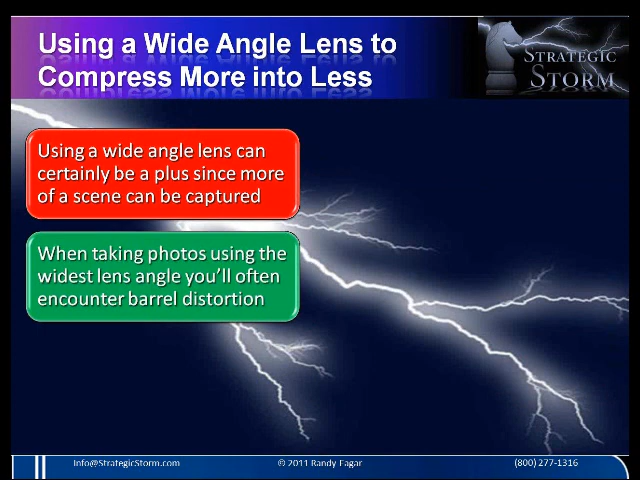 Using a Wide Angle Lens to
Compress More into Less
STRATEGIC
STORM
Using a wide angle lens can
certainly be a plus since more
of a scene can be captured
When taking photos using the
widest lens angle you'll often
encounter barrel distortion
Info@StrategicStorm.com
© 2011 Randy Fagar
(800) 277-1316